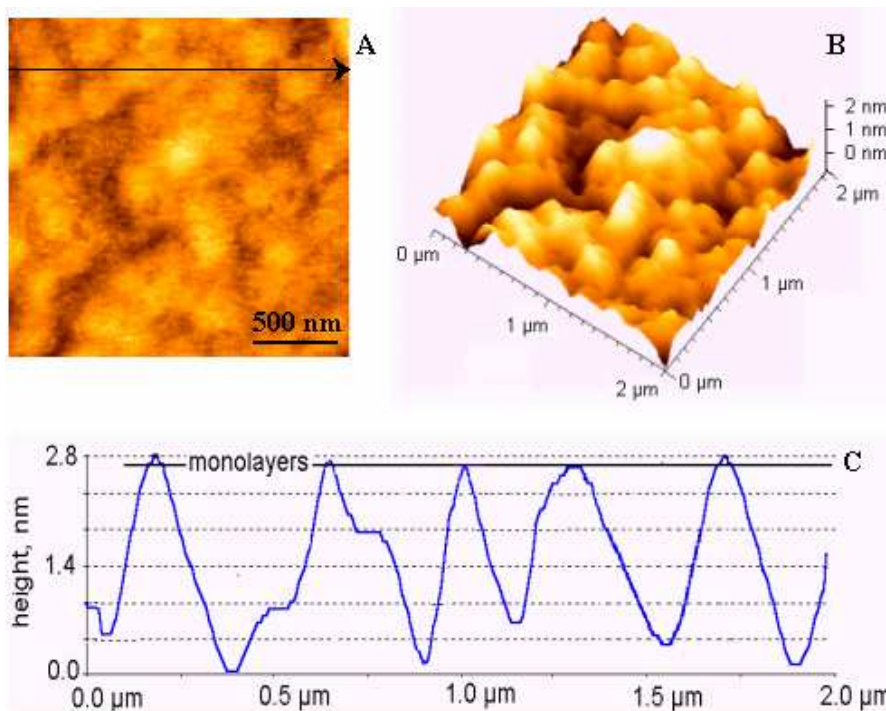 A
500 nm
B
2 nm
1 nm
0 nm
2 µm
1 µm
0 µm
0 µm
1 µm
2 µm
C
2.8
monolayers
1.4
0.0
height, nm
0.0 µm 0.5 µm 1.0 µm 1.5 µm 2.0 µm